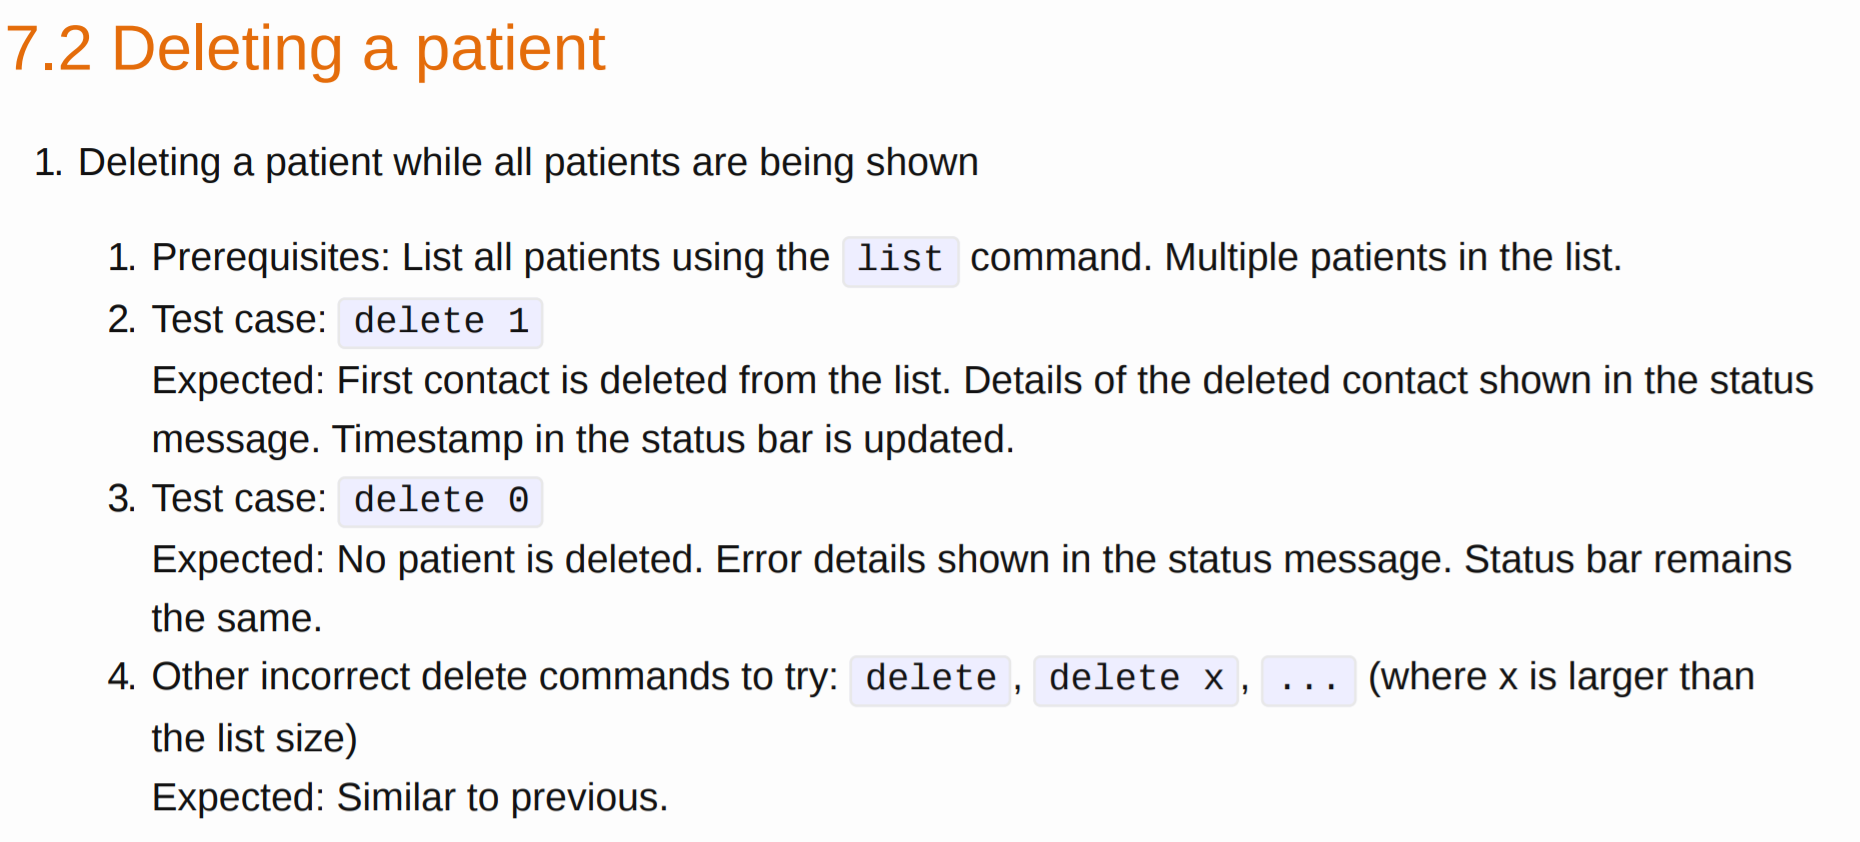 7.2 Deleting a patient
1. Deleting a patient while all patients are being shown
1. Prerequisites: List all patients using the list command. Multiple patients in the list.
2. Test case: delete 1
Expected: First contact is deleted from the list. Details of the deleted contact shown in the status
message. Timestamp in the status bar is updated.
3. Test case: delete 0
Expected: No patient is deleted. Error details shown in the status message. Status bar remains
the same.
4. Other incorrect delete commands to try: delete, delete x, ... (where x is larger than
the list size)
Expected: Similar to previous.